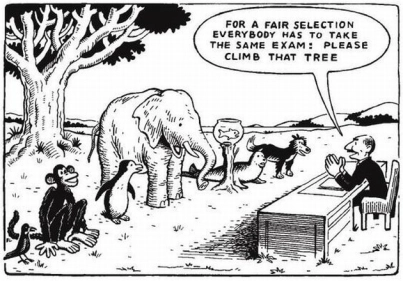 FOR A FAIR SELECTION
EVERYBODY HAS TO TAKE
THE SAME EXAM: PLEASE
CLIMB THAT TREE